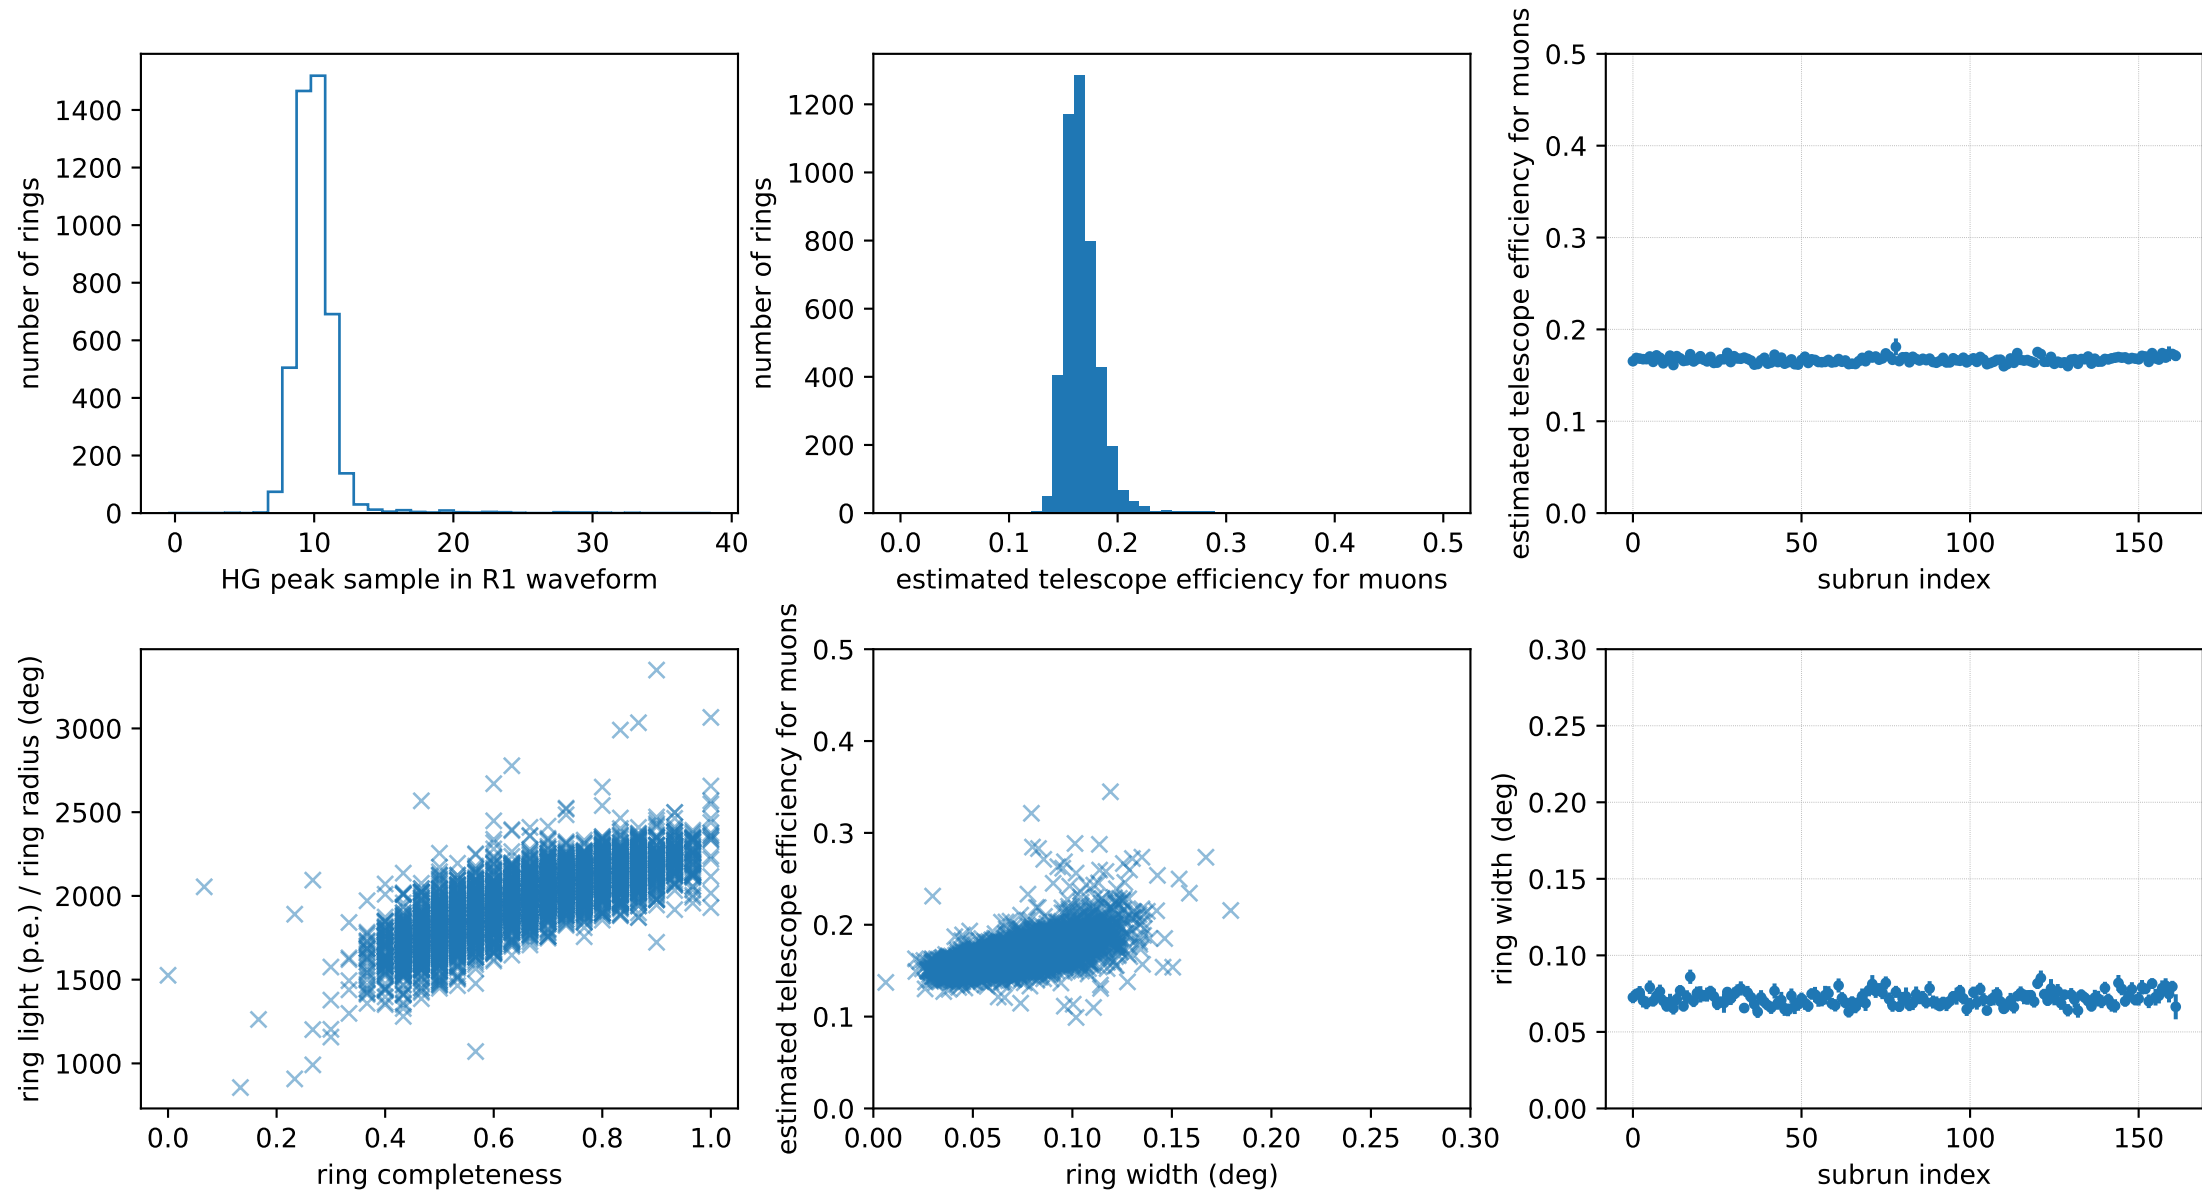 number of rings
1400
1200
1000
800
600
400
200
0
0 10 20 30 40
HG peak sample in R1 waveform
number of rings
1200
1000
800
600
400
200
0
0.0 0.1 0.2 0.3 0.4 0.5
estimated telescope efficiency for muons
estimated telescope efficiency for muons
0.5
0.4
0.3
0.2
0.1
0.0
0 50 100 150
subrun index
ring light (p.e.) / ring radius (deg)
3000
2500
2000
1500
1000
0.0 0.2 0.4 0.6 0.8 1.0
ring completeness
estimated telescope efficiency for muons
0.5
0.4
0.3
0.2
0.1
0.0
0.00 0.05 0.10 0.15 0.20 0.25 0.30
ring width (deg)
ring width (deg)
0.30
0.25
0.20
0.15
0.10
0.05
0.00
0 50 100 150
subrun index